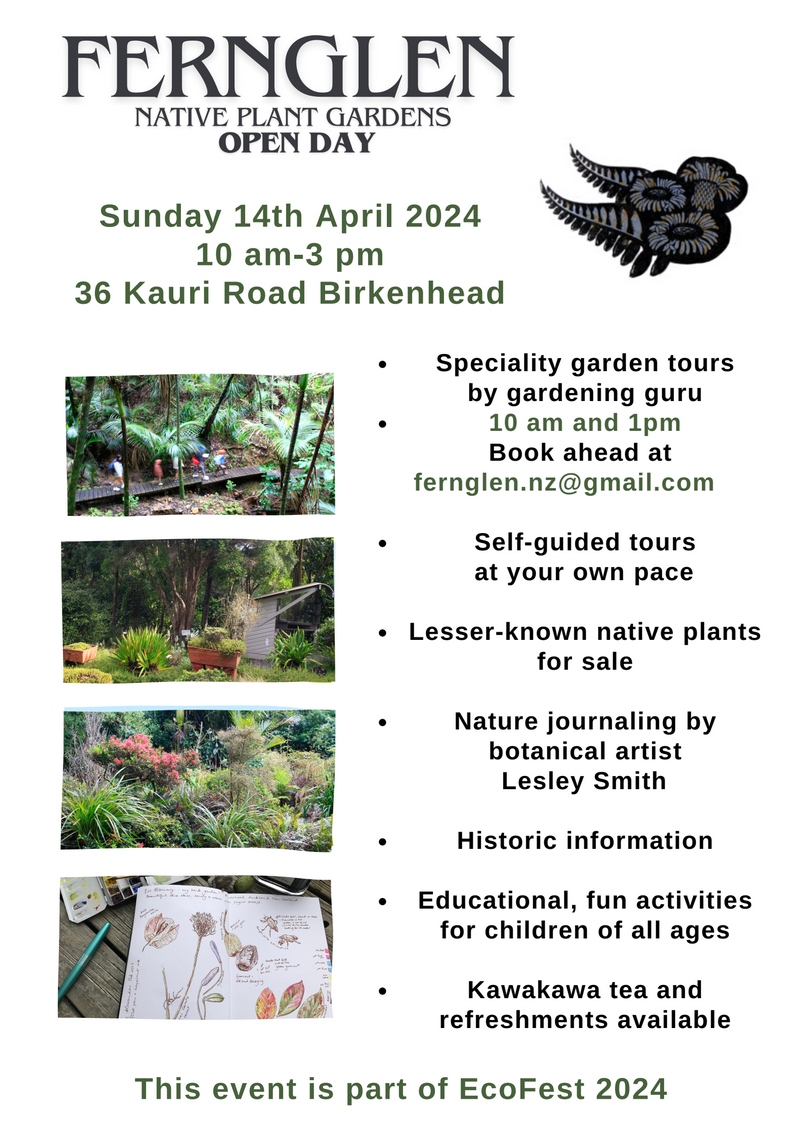 FERNGLEN
NATIVE PLANT GARDENS
OPEN DAY
Sunday 14th April 2024
10 am-3 pm
36 Kauri Road Birkenhead
• Speciality garden tours
by gardening guru
• 10 am and 1pm
Book ahead at
fernglen.nz@gmail.com
• Self-guided tours
at your own pace
• Lesser-known native plants
for sale
• Nature journaling by
botanical artist
Lesley Smith
• Historic information
• Educational, fun activities
for children of all ages
• Kawakawa tea and
refreshments available
This event is part of EcoFest 2024